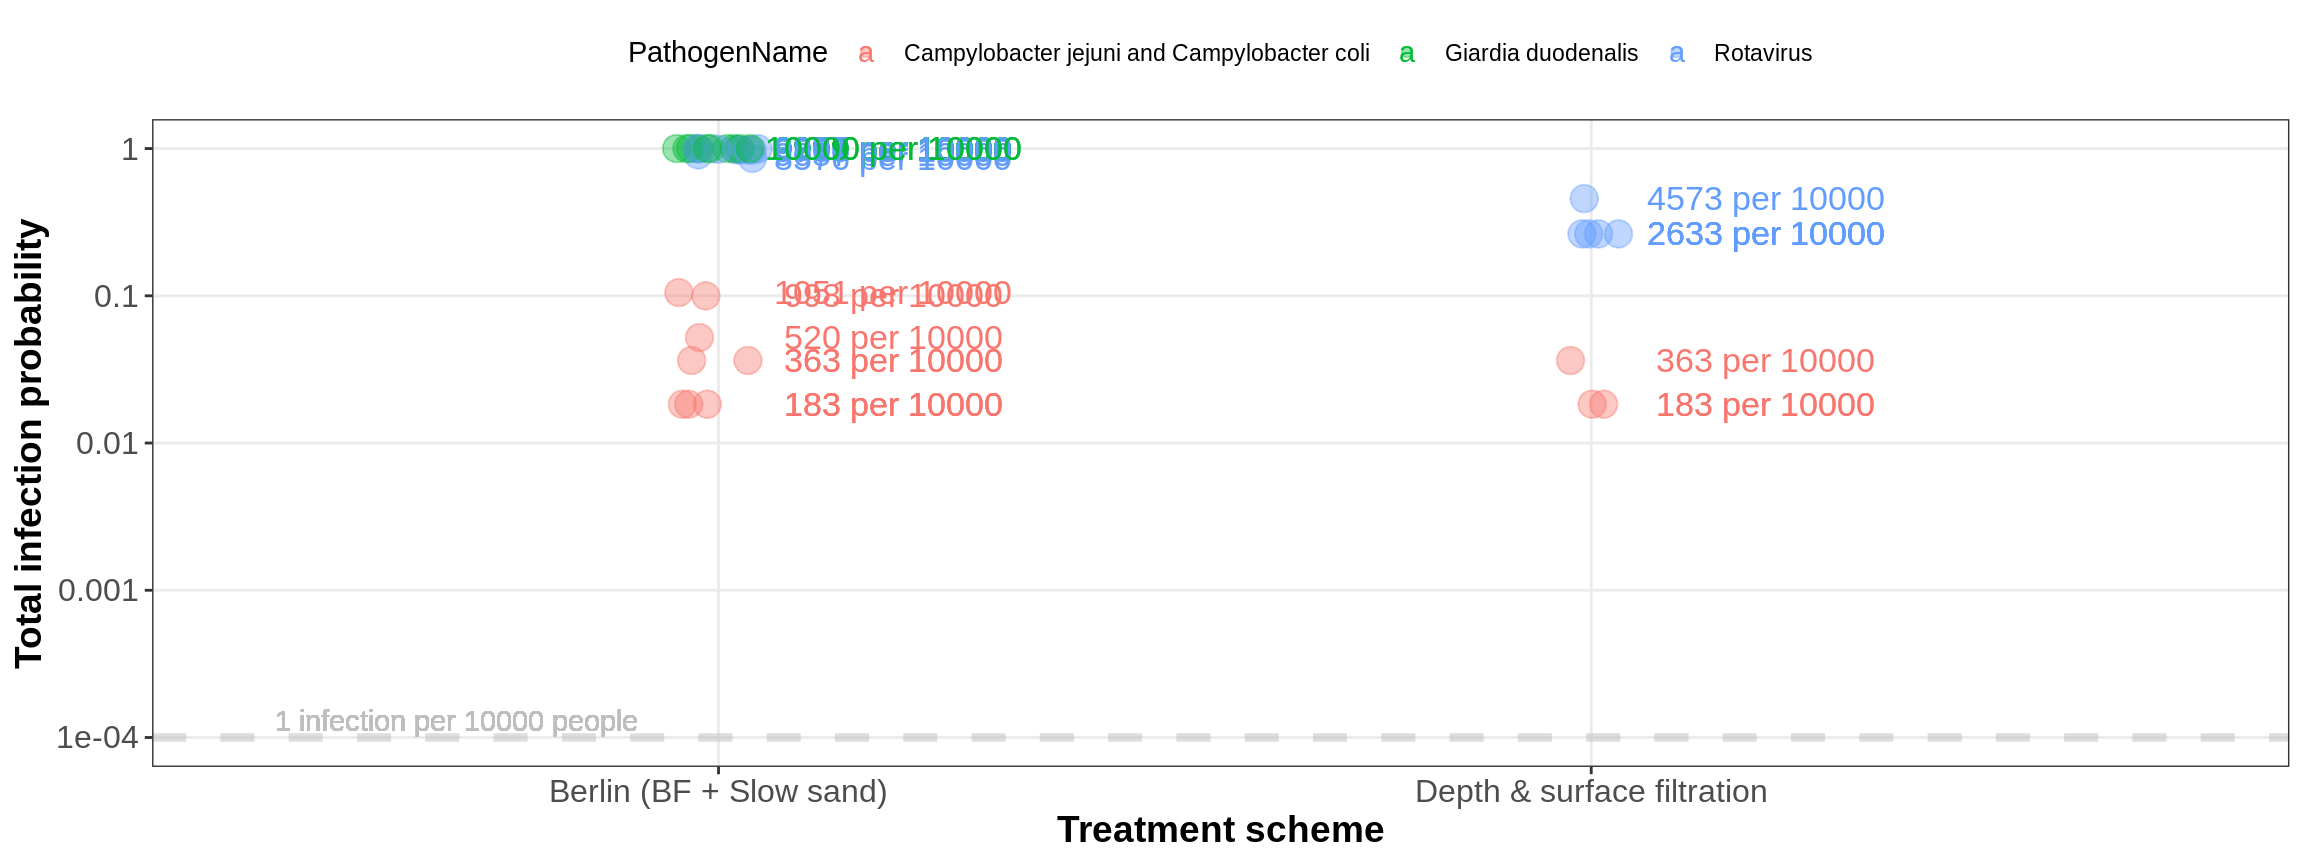 PathogenName a Campylobacter jejuni and Campylobacter coli a Giardia duodenalis a Rotavirus
Total infection probability
1
0.1
0.01
0.001
1e-04
10000 per 10000
4573 per 10000
2633 per 10000
1051 per 10000
998 per 10000
520 per 10000
363 per 10000
363 per 10000
183 per 10000
183 per 10000
1 infection per 10000 people
Berlin (BF + Slow sand)
Depth & surface filtration
Treatment scheme